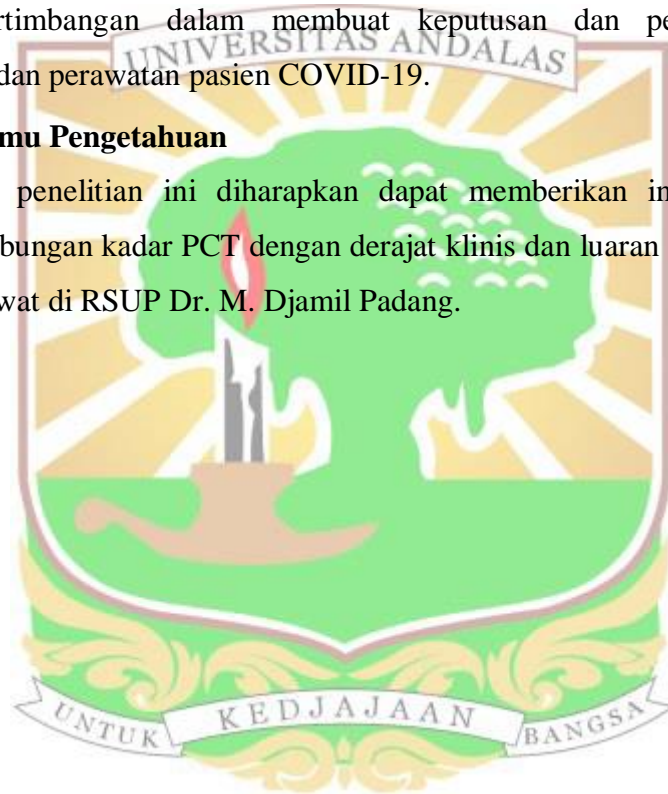 rtimbangan dalam membuat keputusan dan pe
UNIVERSITAS ANDALAS
dan perawatan pasien COVID-19.
mu Pengetahuan
penelitian ini diharapkan dapat memberikan in
bungan kadar PCT dengan derajat klinis dan luaran
wat di RSUP Dr. M. Djamil Padang.
UNTUK KEDJAJAAN BANGSA